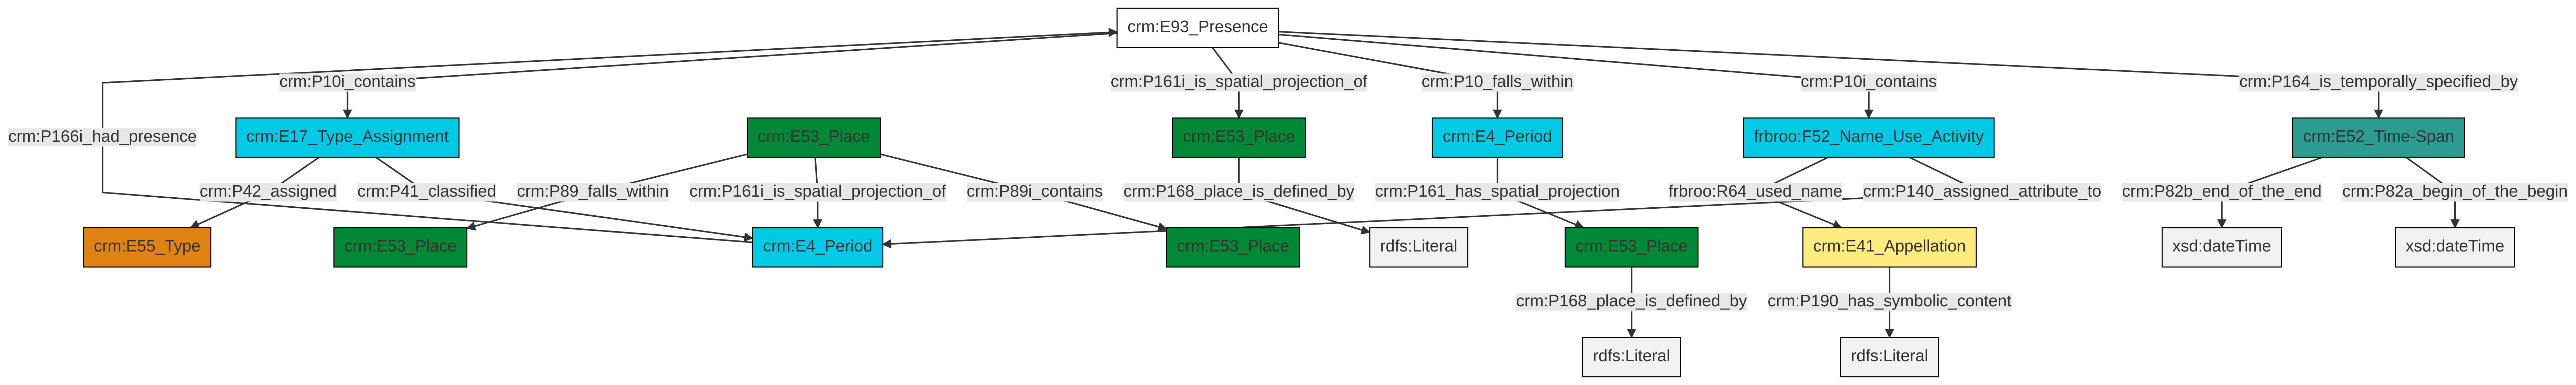 crm:E93_Presence
crm:P10i_contains
crm:P161i_is_spatial_projection_of
crm:P10_falls_within
crm:P10i_contains
crm:P164_is_temporally_specified_by
crm:P166i_had_presence
crm:E17_Type_Assignment
crm:E53_Place
crm:E53_Place
crm:E4_Period
frbroo:F52_Name_Use_Activity
crm:E52_Time-Span
crm:P42_assigned
crm:P41_classified
crm:P89_falls_within
crm:P161i_is_spatial_projection_of
crm:P89i_contains
crm:P168_place_is_defined_by
crm:P161_has_spatial_projection
frbroo:R64_used_name
crm:P140_assigned_attribute_to
crm:P82b_end_of_the_end
crm:P82a_begin_of_the_begin
crm:E55_Type
crm:E53_Place
crm:E4_Period
crm:E53_Place
rdfs:Literal
crm:E53_Place
crm:E41_Appellation
xsd:dateTime
xsd:dateTime
crm:P168_place_is_defined_by
crm:P190_has_symbolic_content
rdfs:Literal
rdfs:Literal